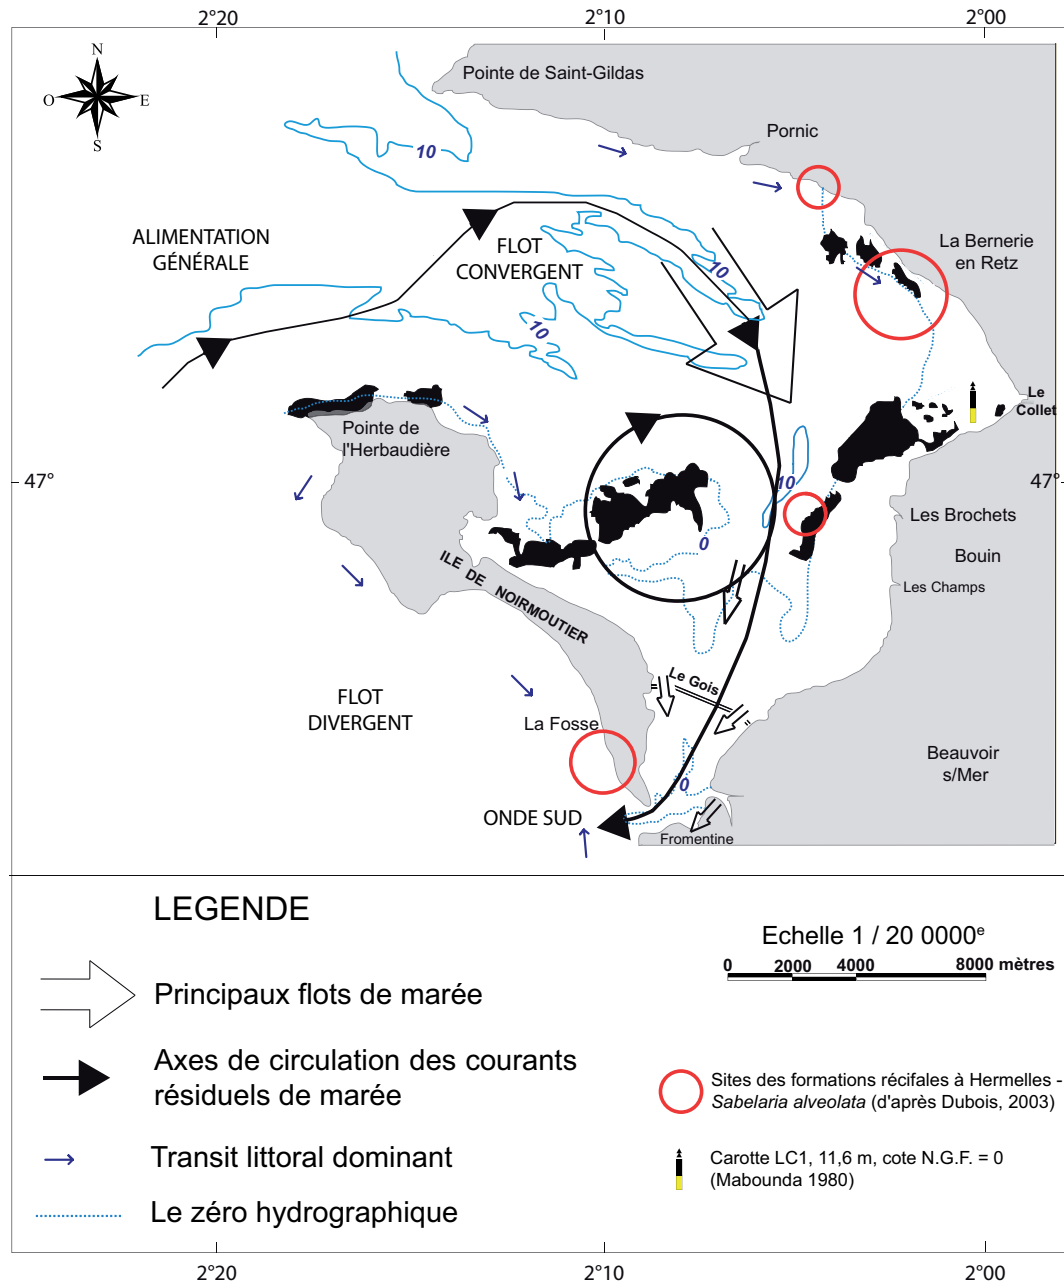 2°20
2°10
2°00
N
O
E
S
Pointe de Saint-Gildas
Pornic
10
ALIMENTATION
GÉNÉRALE
FLOT
CONVERGENT
La Bernerie
en Retz
10
10
Le
Collet
Pointe de
l'Herbaudière
47°
47°
10
Les Brochets
0
Bouin
ILE DE NOIRMOUTIER
Les Champs
Le Gois
FLOT
DIVERGENT
La Fosse
Beauvoir
s/Mer
0
ONDE SUD
Fromentine
LEGENDE
Principaux flots de marée
Axes de circulation des courants
résiduels de marée
Transit littoral dominant
Le zéro hydrographique
Echelle 1 / 20 0000e
0 2000 4000 8000 mètres
Sites des formations récifales à Hermelles -
Sabelaria alveolata (d'après Dubois, 2003)
Carotte LC1, 11,6 m, cote N.G.F. = 0
(Mabounda 1980)
2°20
2°10
2°00